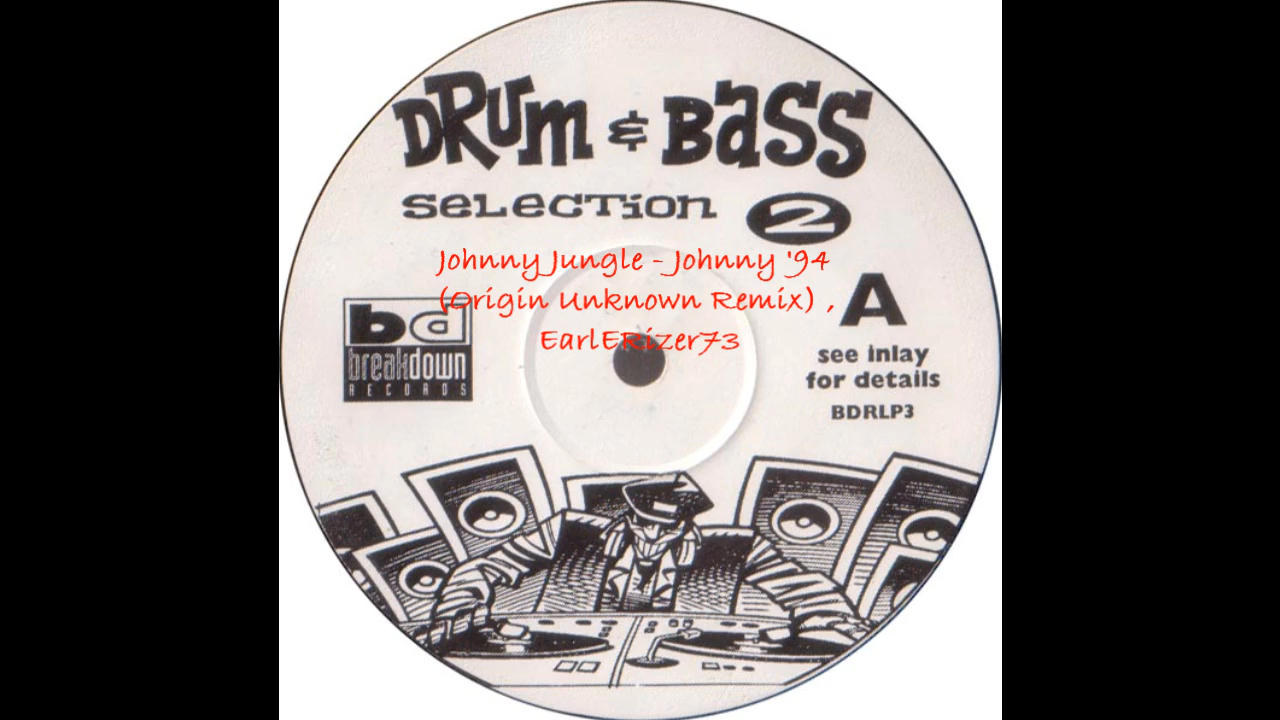 DRUM & BASS
SELECTION 2
Johnny Jungle - Johnny '94
(Origin Unknown Remix) ,
EarlERizer73
bd
breakdown
RECORDS
A
see inlay
for details
BDRLP3